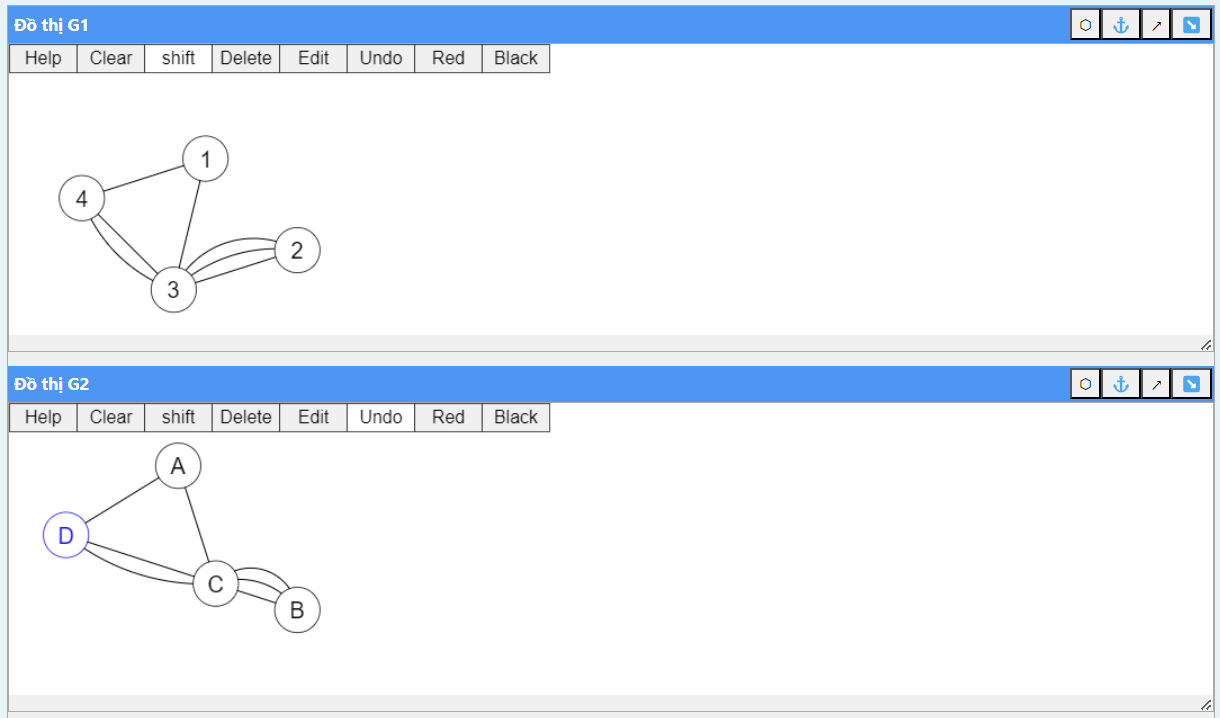 Đồ thị G1
Help Clear shift Delete Edit Undo Red Black
1
4
2
3
Đồ thị G2
Help Clear shift Delete Edit Undo Red Black
A
D
C
B